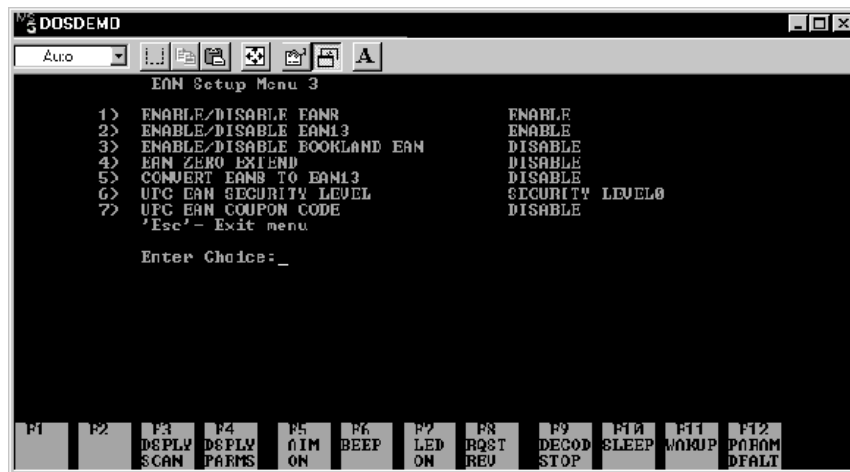 DOSDEMO
Auto
A
EAN Setup Menu 3
1> ENABLE/DISABLE EAN8 ENABLE
2> ENABLE/DISABLE EAN13 ENABLE
3> ENABLE/DISABLE BOOKLAND EAN DISABLE
4> EAN ZERO EXTEND DISABLE
5> CONVERT EAN8 TO EAN13 DISABLE
6> UPC EAN SECURITY LEVEL SECURITY LEVEL0
7> UPC EAN COUPON CODE DISABLE
'Esc'- Exit menu
Enter Choice:_
F1 F2 F3 F4 F5 F6 F7 F8 F9 F10 F11 F12
DSPLY DSPLY AIM BEEP LED RQST DECOD SLEEP WAKUP PARAM
SCAN PARMS ON ON REV STOP DFALT